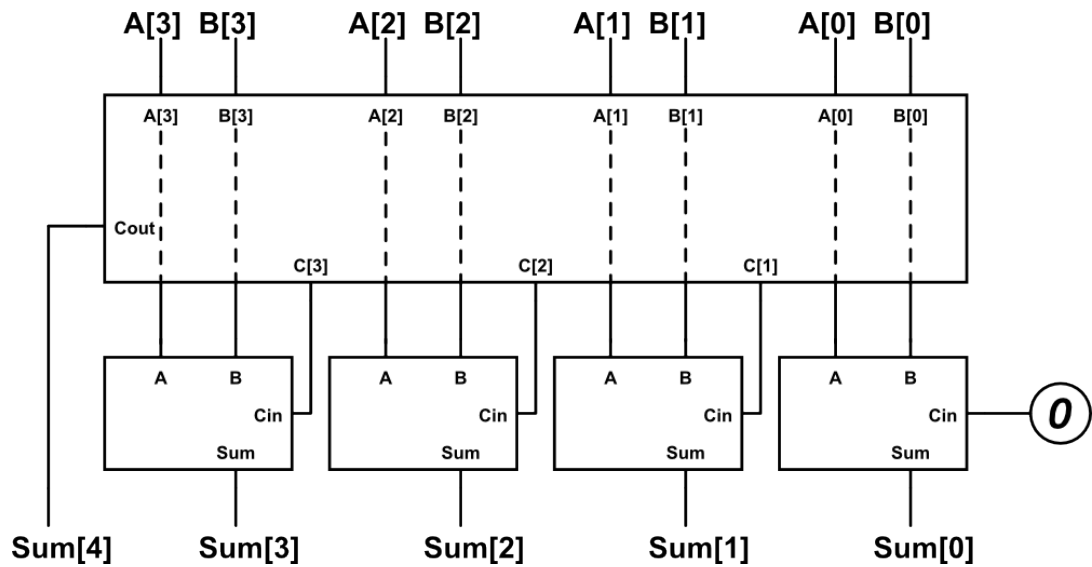 A[3] B[3] A[2] B[2] A[1] B[1] A[0] B[0]
A[3] B[3] A[2] B[2] A[1] B[1] A[0] B[0]
Cout
C[3] C[2] C[1]
A B A B A B A B
Cin Cin Cin Cin 0
Sum Sum Sum Sum
Sum[4] Sum[3] Sum[2] Sum[1] Sum[0]